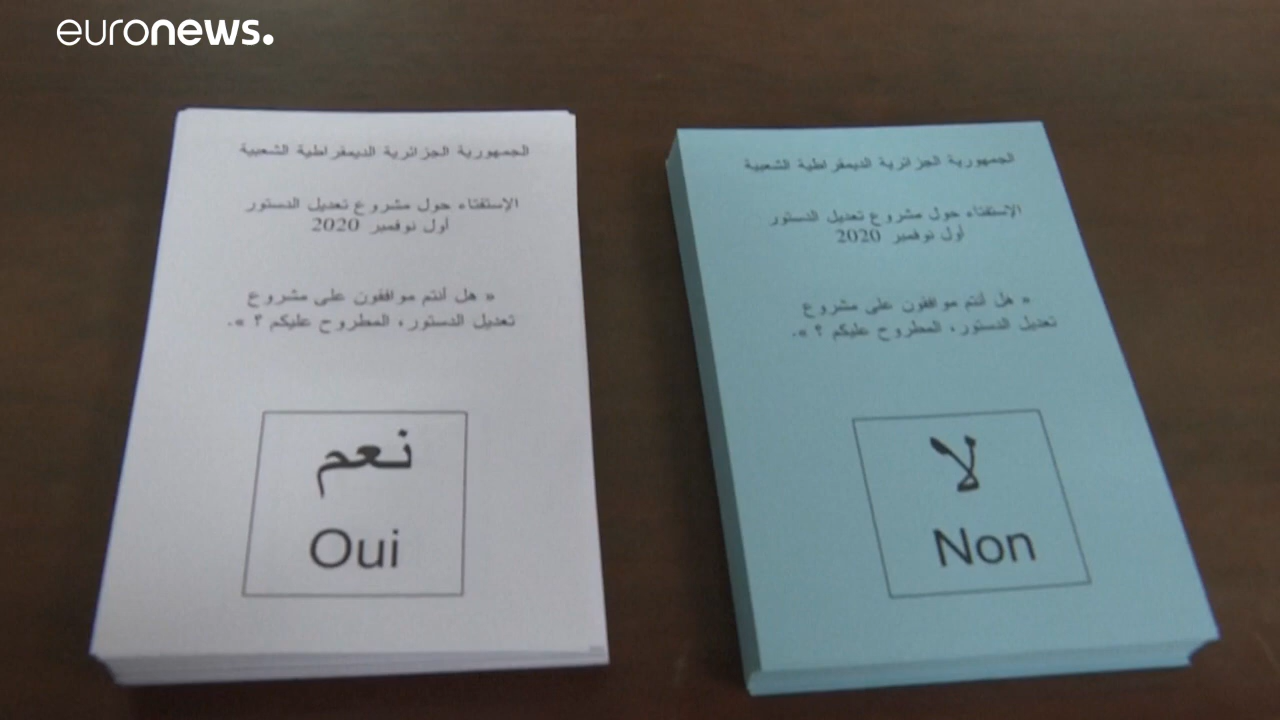 euronews.
الجمهورية الجزائرية الديمقراطية الشعبية
الإستفتاء حول مشروع تعديل الدستور
أول نوفمبر 2020
« هل أنتم موافقون على مشروع
تعديل الدستور، المطروح عليكم ؟ ».
نعم
Oui
الجمهورية الجزائرية الديمقراطية الشعبية
الإستفتاء حول مشروع تعديل الدستور
أول نوفمبر 2020
« هل أنتم موافقون على مشروع
تعديل الدستور، المطروح عليكم ؟ ».
لا
Non